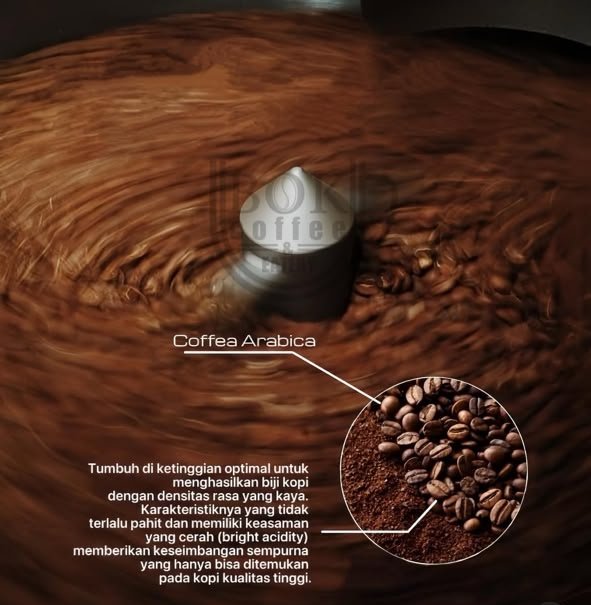 Coffee
&
Coffea Arabica
Tumbuh di ketinggian optimal untuk
menghasilkan biji kopi
dengan densitas rasa yang kaya.
Karakteristiknya yang tidak
terlalu pahit dan memiliki keasaman
yang cerah (bright acidity)
memberikan keseimbangan sempurna
yang hanya bisa ditemukan
pada kopi kualitas tinggi.